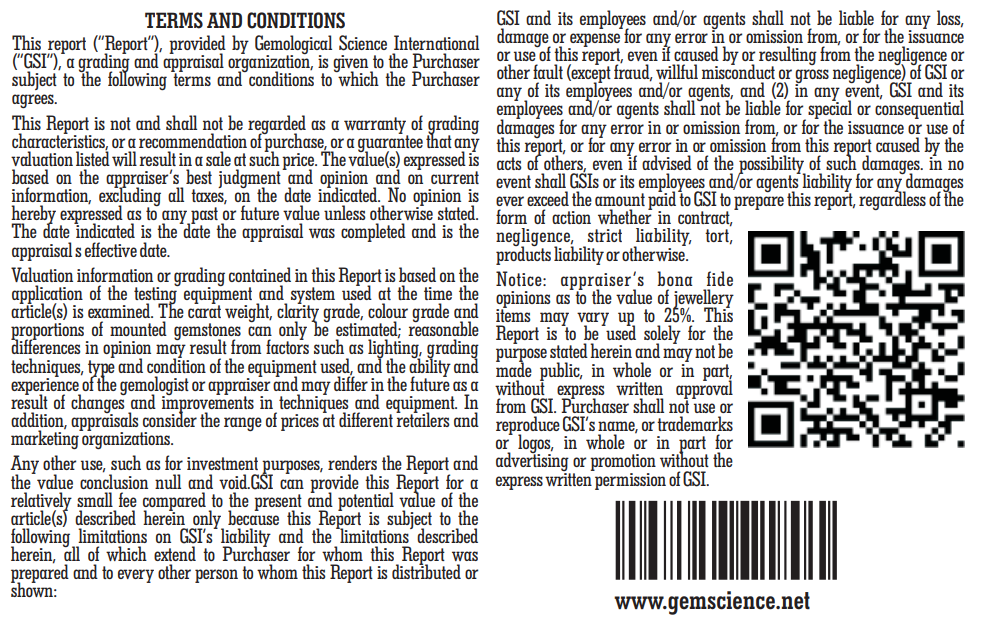 TERMS AND CONDITIONS
This report ("Report"), provided by Gemological Science International
("GSI"), a grading and appraisal organization, is given to the Purchaser
subject to the following terms and conditions to which the Purchaser
agrees.
This Report is not and shall not be regarded as a warranty of grading
characteristics, or a recommendation of purchase, or a guarantee that any
valuation listed will result in a sale at such price. The value(s) expressed is
based on the appraiser's best judgment and opinion and on current
information, excluding all taxes, on the date indicated. No opinion is
hereby expressed as to any past or future value unless otherwise stated.
The date indicated is the date the appraisal was completed and is the
appraisal s effective date.
Valuation information or grading contained in this Report is based on the
application of the testing equipment and system used at the time the
article(s) is examined. The carat weight, clarity grade, colour grade and
proportions of mounted gemstones can only be estimated; reasonable
differences in opinion may result from factors such as lighting, grading
techniques, type and condition of the equipment used, and the ability and
experience of the gemologist or appraiser and may differ in the future as a
result of changes and improvements in techniques and equipment. In
addition, appraisals consider the range of prices at different retailers and
marketing organizations.
Any other use, such as for investment purposes, renders the Report and
the value conclusion null and void.GSI can provide this Report for a
relatively small fee compared to the present and potential value of the
article(s) described herein only because this Report is subject to the
following limitations on GSI's liability and the limitations described
herein, all of which extend to Purchaser for whom this Report was
prepared and to every other person to whom this Report is distributed or
shown:
GSI and its employees and/or agents shall not be liable for any loss,
damage or expense for any error in or omission from, or for the issuance
or use of this report, even if caused by or resulting from the negligence or
other fault (except fraud, willful misconduct or gross negligence) of GSI or
any of its employees and/or agents, and (2) in any event, GSI and its
employees and/or agents shall not be liable for special or consequential
damages for any error in or omission from, or for the issuance or use of
this report, or for any error in or omission from this report caused by the
acts of others, even if advised of the possibility of such damages. in no
event shall GSIs or its employees and/or agents liability for any damages
ever exceed the amount paid to GSI to prepare this report, regardless of the
form of action whether in contract,
negligence, strict liability, tort,
products liability or otherwise.
Notice: appraiser's bona fide
opinions as to the value of jewellery
items may vary up to 25%. This
Report is to be used solely for the
purpose stated herein and may not be
made public, in whole or in part,
without express written approval
from GSI. Purchaser shall not use or
reproduce GSI's name, or trademarks
or logos, in whole or in part for
advertising or promotion without the
express written permission of GSI.
www.gemscience.net